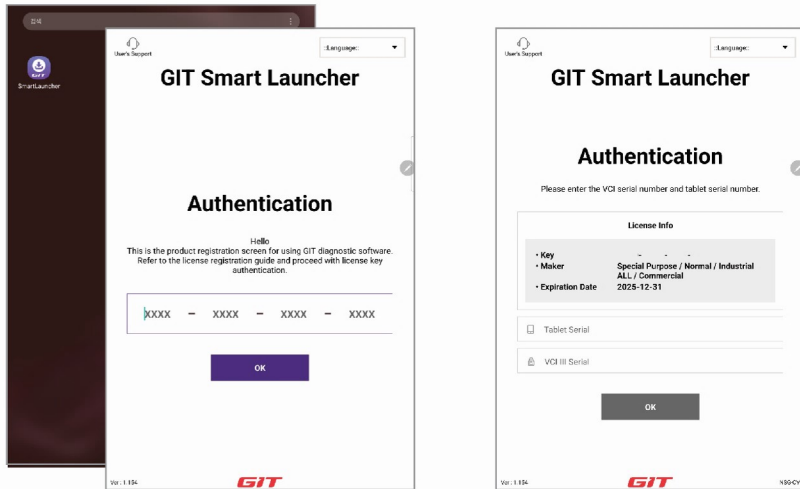 검색
SmartLauncher
User's Support
::Language::
GIT Smart Launcher
Authentication
Hello
This is the product registration screen for using GIT diagnostic software.
Refer to the license registration guide and proceed with license key
authentication.
XXXX - XXXX - XXXX - XXXX
OK
Ver : 1.154
GIT
User's Support
::Language::
GIT Smart Launcher
Authentication
Please enter the VCI serial number and tablet serial number.
License Info
• Key - - -
• Maker Special Purpose / Normal / Industrial
ALL / Commercial
• Expiration Date 2025-12-31
Tablet Serial
VCI III Serial
OK
Ver : 1.154
GIT